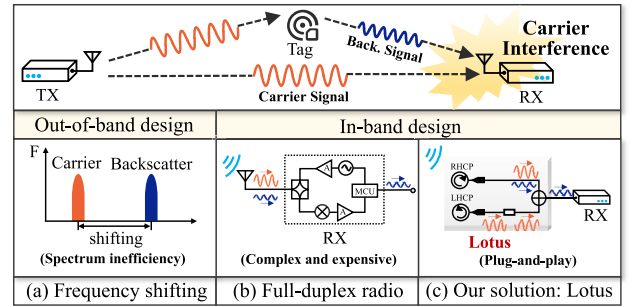 Carrier
Interference
Tag
Back. Signal
TX
Carrier Signal
RX
Out-of-band design
In-band design
F
Carrier
Backscatter
shifting
(Spectrum inefficiency)
A
MCU
A
RX
(Complex and expensive)
RHCP
LHCP
RX
Lotus
(Plug-and-play)
(a) Frequency shifting
(b) Full-duplex radio
(c) Our solution: Lotus